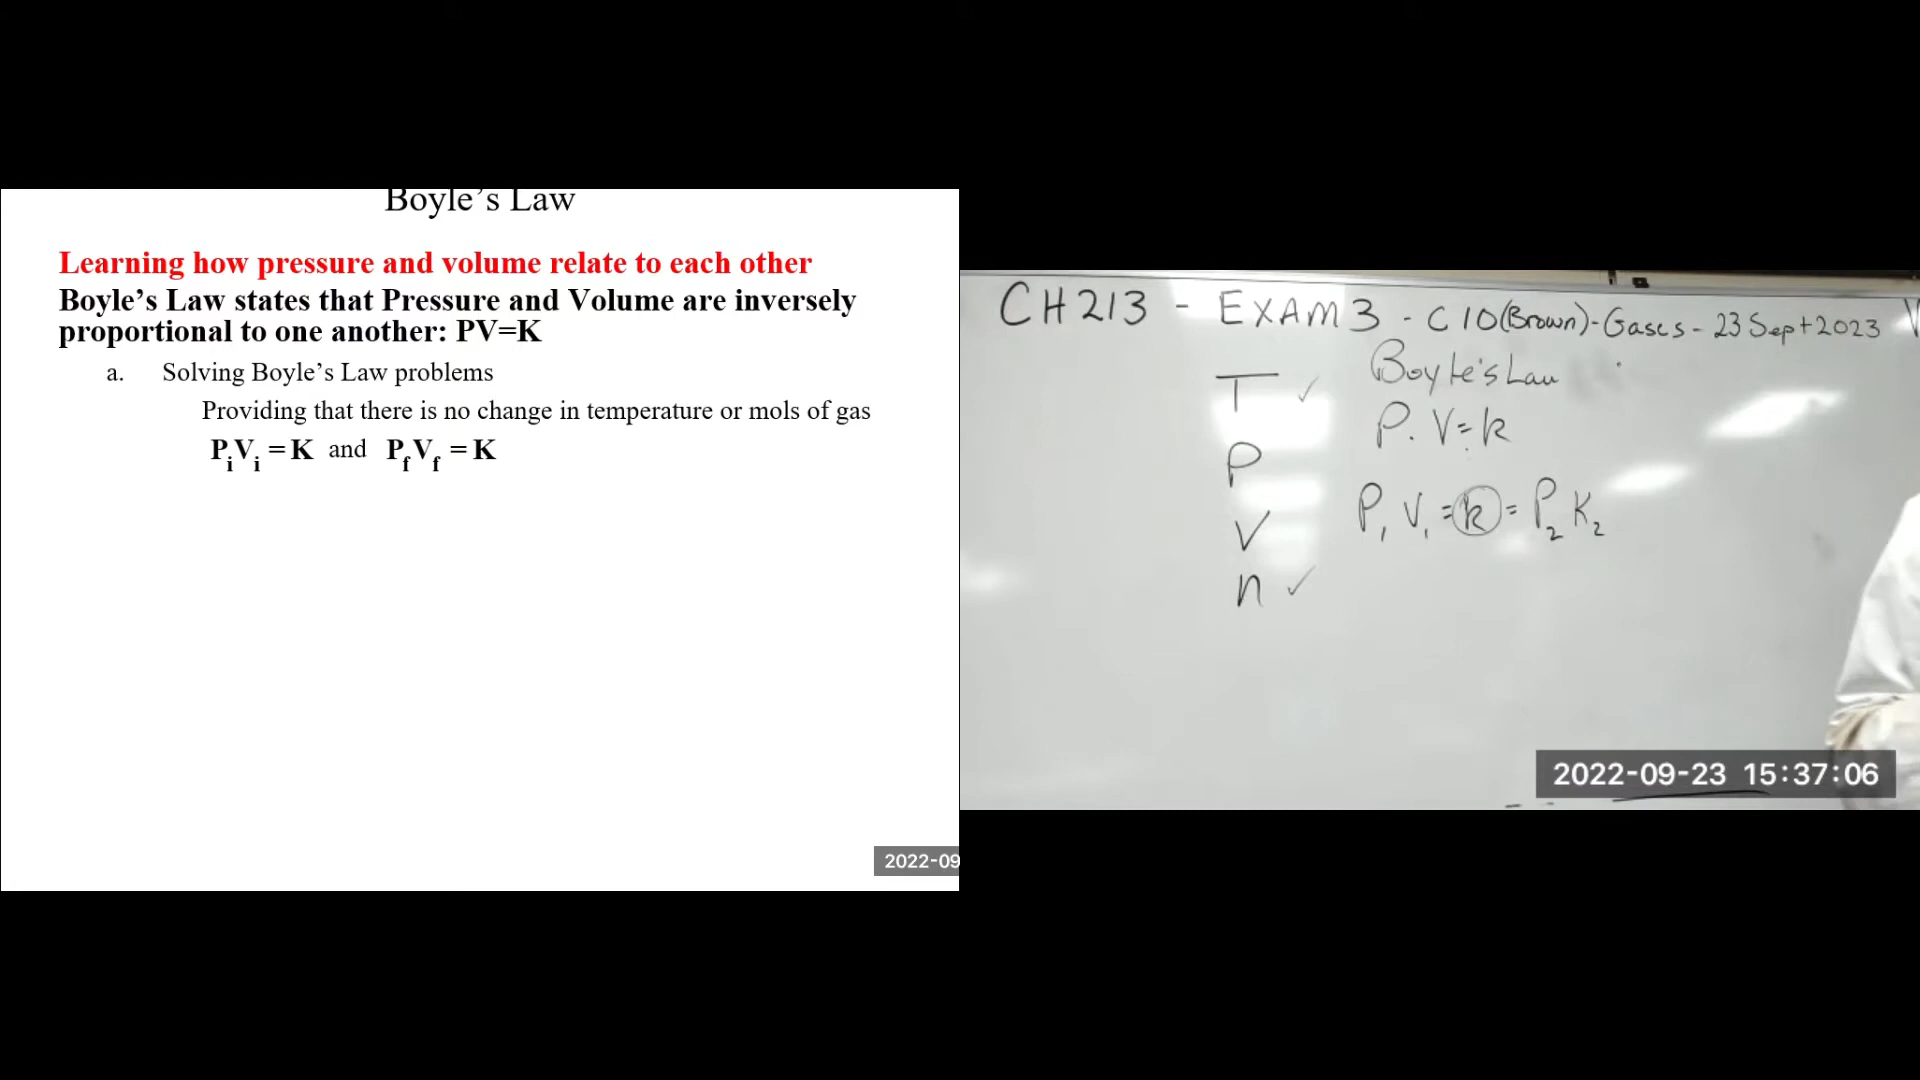 Boyle’s Law
Learning how pressure and volume relate to each other
Boyle’s Law states that Pressure and Volume are inversely
proportional to one another: PV=K
a. Solving Boyle’s Law problems
Providing that there is no change in temperature or mols of gas
PᵢVᵢ = K and P_fV_f = K
2022-09
CH213 - EXAM 3 - C10(Brown)-Gases - 23 Sept 2023
T ✓
P
V
n ✓
Boyle's Law
P. V = k
P₁ V₁ = k = P₂ K₂
2022-09-23 15:37:06